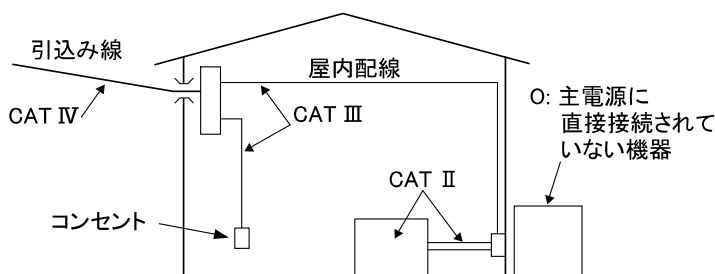 引込み線
CAT Ⅳ
屋内配線
CAT Ⅲ
O: 主電源に
直接接続されて
いない機器
CAT Ⅱ
コンセント